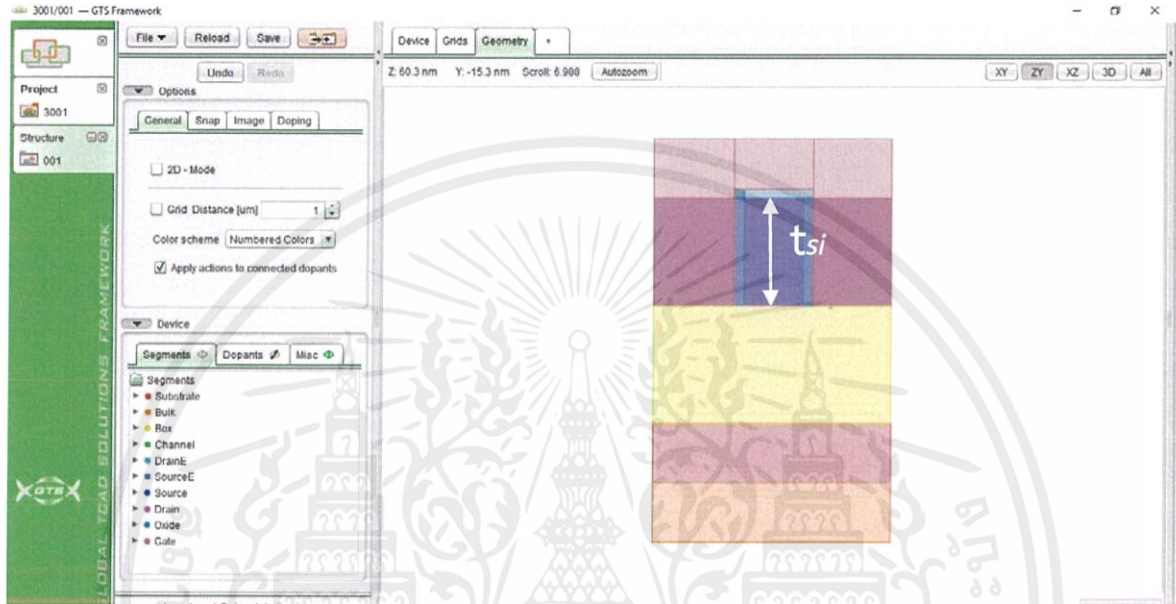 3001/001 — GTS Framework
File Reload Save
Device Grids Geometry +
Undo Redo
Z: 60.3 nm Y: -15.3 nm Scroll: 6.900 Autozoom
XY ZY XZ 3D All
Project
3001
Structure
001
Options
General Snap Image Doping
2D - Mode
Grid Distance [um] 1
Color scheme Numbered Colors
Apply actions to connected dopants
Device
Segments Dopants Misc
Segments
Substrate
Bulk
Box
Channel
DrainE
SourceE
Source
Drain
Oxide
Gate
tsi
GTS
GLOBAL TCAD SOLUTIONS FRAMEWORK